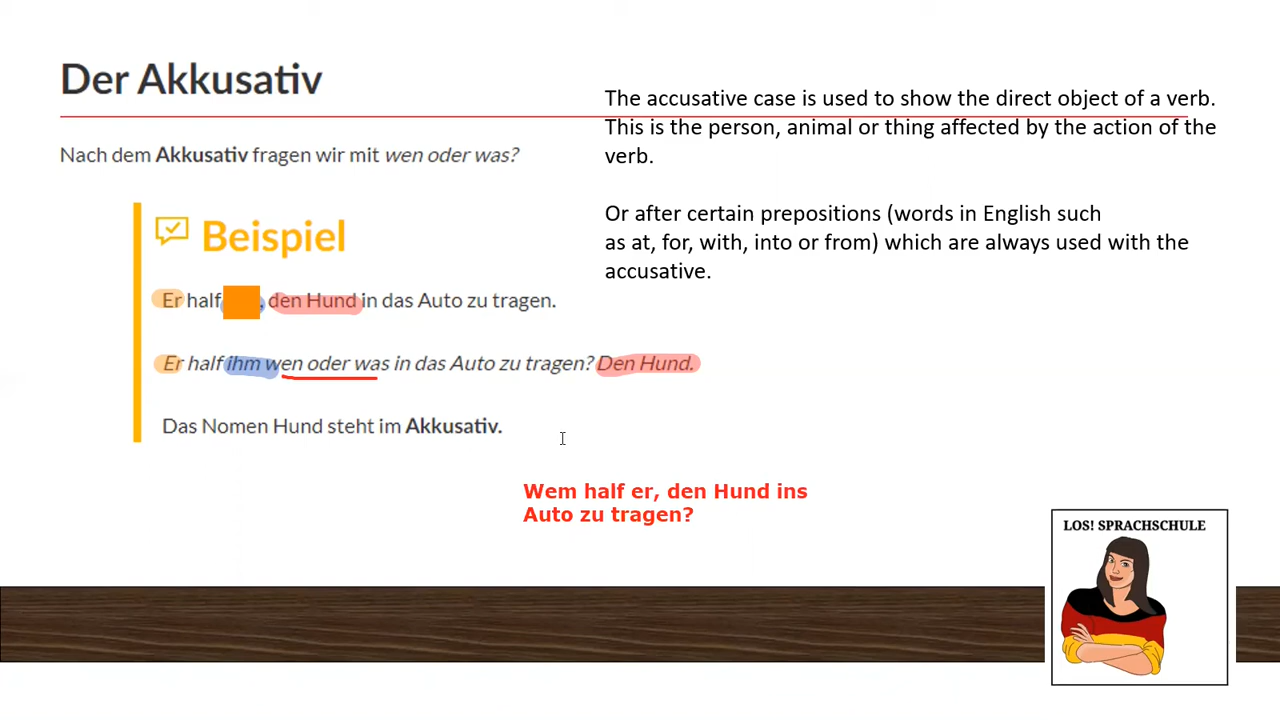 Der Akkusativ
Nach dem Akkusativ fragen wir mit wen oder was?
Beispiel
Er half , den Hund in das Auto zu tragen.
Er half ihm wen oder was in das Auto zu tragen? Den Hund.
Das Nomen Hund steht im Akkusativ.
The accusative case is used to show the direct object of a verb.
This is the person, animal or thing affected by the action of the
verb.
Or after certain prepositions (words in English such
as at, for, with, into or from) which are always used with the
accusative.
Wem half er, den Hund ins
Auto zu tragen?
LOS! SPRACHSCHULE